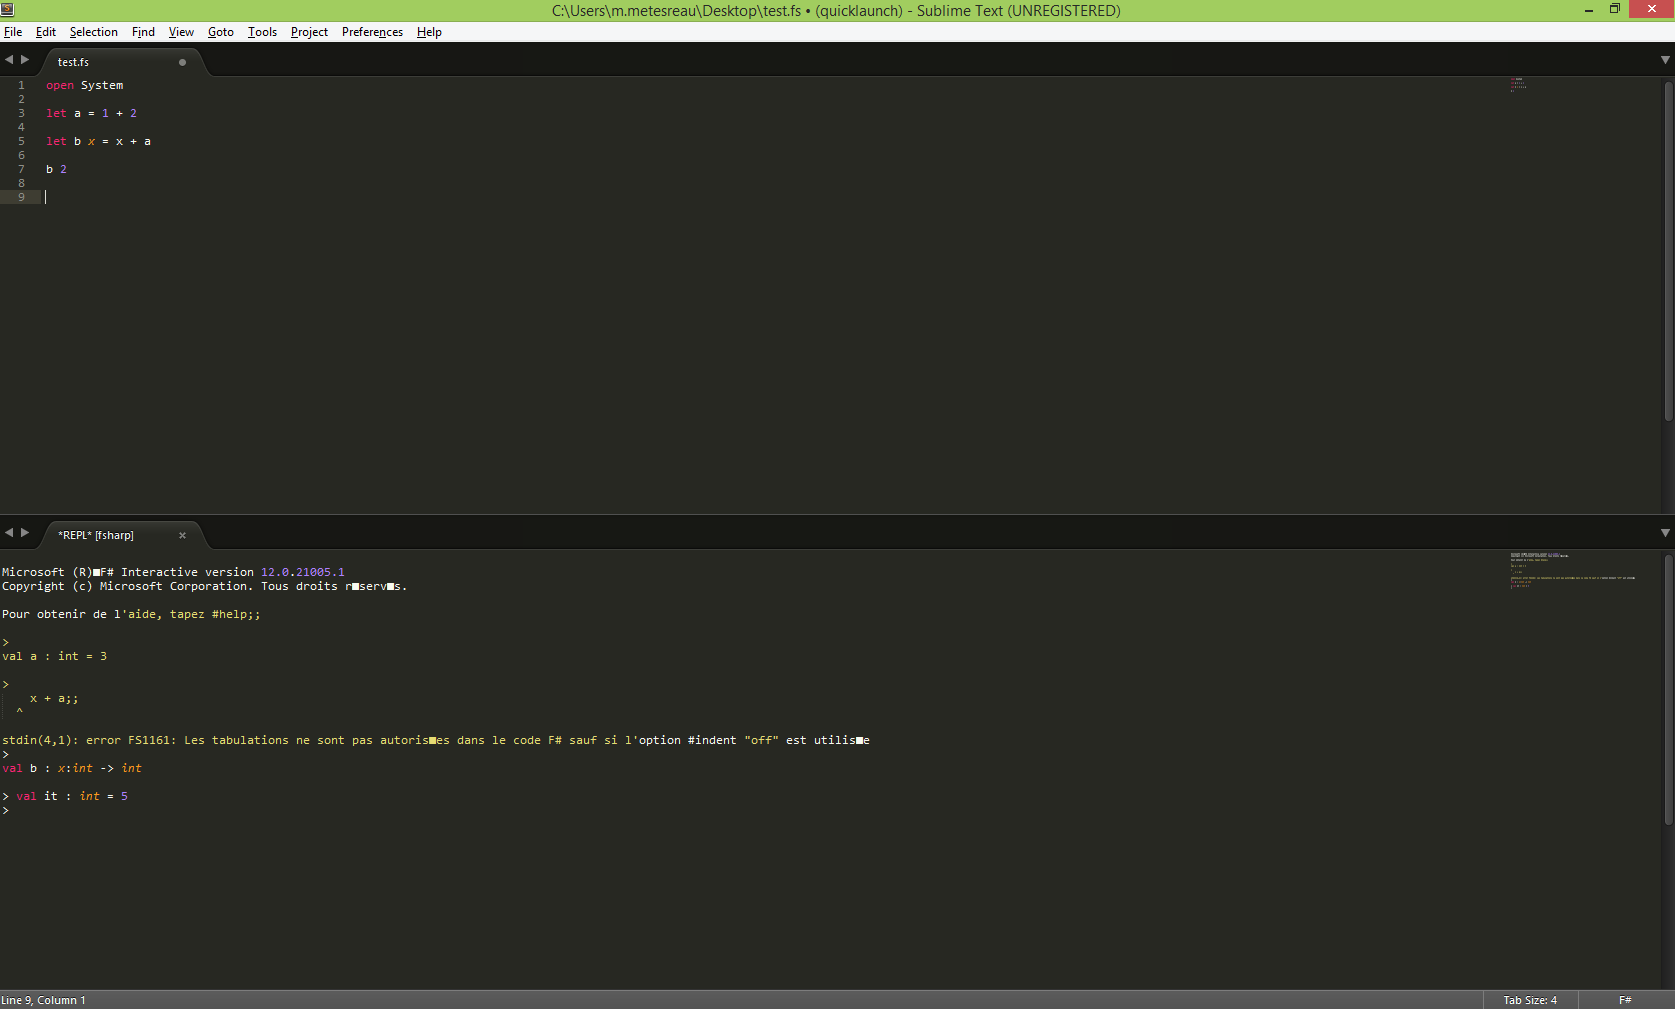 C:\Users\m.metesreau\Desktop\test.fs • (quicklaunch) - Sublime Text (UNREGISTERED)
File Edit Selection Find View Goto Tools Project Preferences Help
test.fs
1 open System
2
3 let a = 1 + 2
4
5 let b x = x + a
6
7 b 2
8
9
*REPL* [fsharp]
Microsoft (R)■F# Interactive version 12.0.21005.1
Copyright (c) Microsoft Corporation. Tous droits r■serv■s.
Pour obtenir de l'aide, tapez #help;;
>
val a : int = 3
>
x + a;;
^
stdin(4,1): error FS1161: Les tabulations ne sont pas autoris■es dans le code F# sauf si l'option #indent "off" est utilis■e
>
val b : x:int -> int
> val it : int = 5
>
Line 9, Column 1 Tab Size: 4 F#